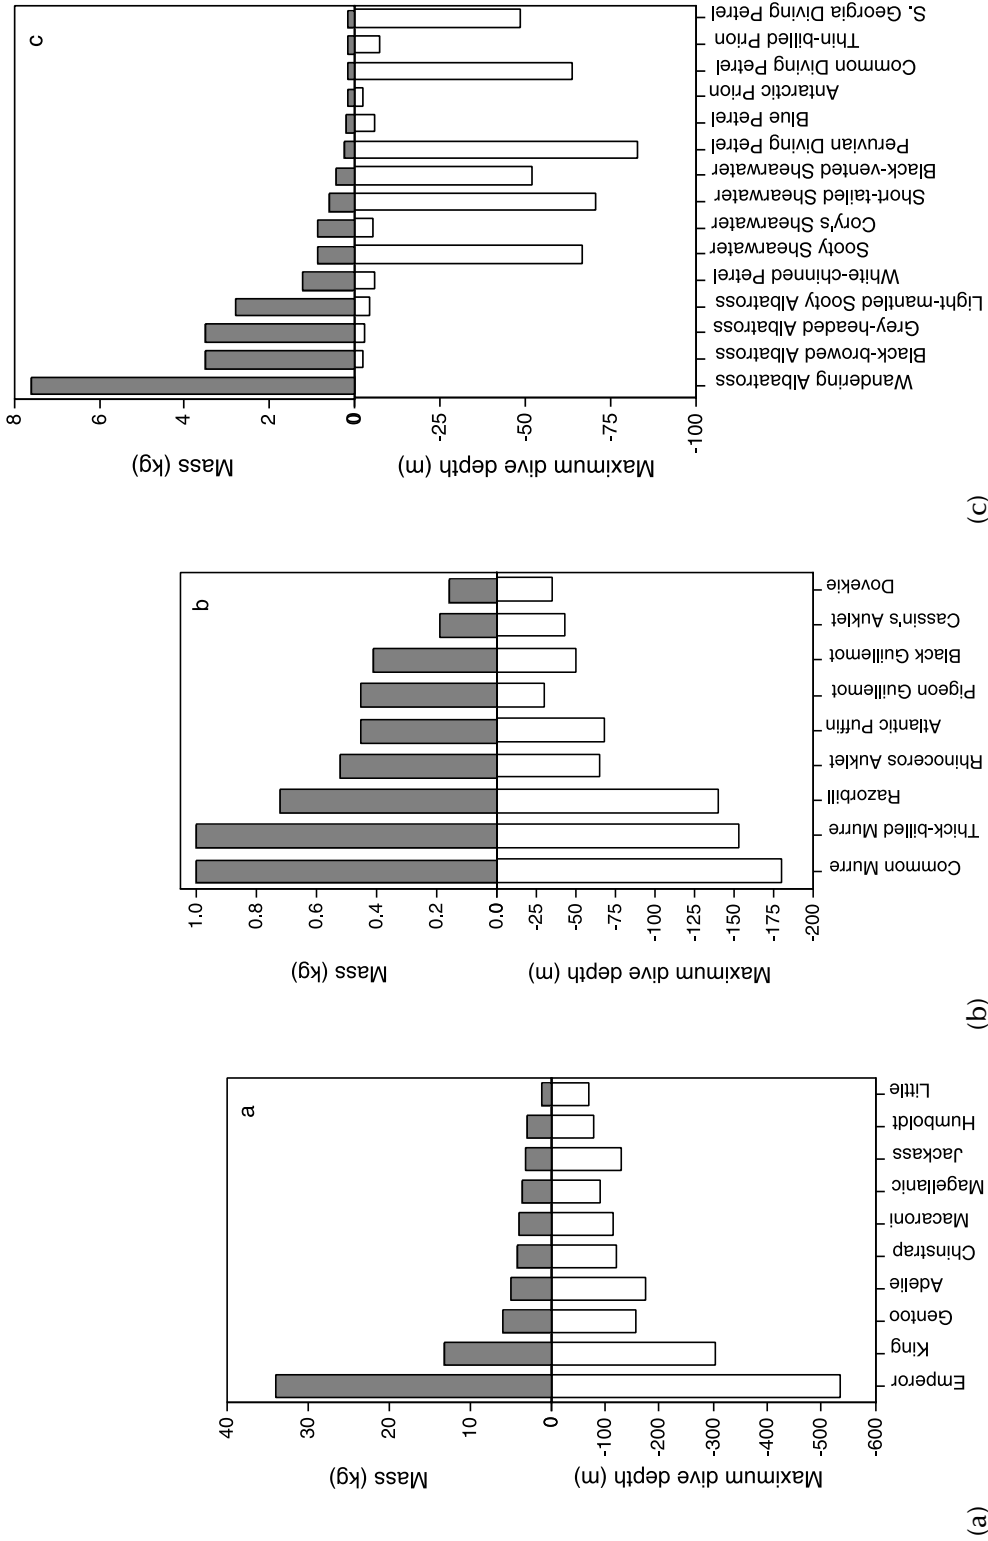 a
Mass (kg)
Maximum dive depth (m)
40
30
20
10
0
-100
-200
-300
-400
-500
-600
Emperor
King
Gentoo
Adelie
Chinstrap
Macaroni
Magellanic
Jackass
Humboldt
Little
(a)
b
Mass (kg)
Maximum dive depth (m)
1.0
0.8
0.6
0.4
0.2
0.0
-25
-50
-75
-100
-125
-150
-175
-200
Common Murre
Thick-billed Murre
Razorbill
Rhinoceros Auklet
Atlantic Puffin
Pigeon Guillemot
Black Guillemot
Cassin's Auklet
Dovekie
(b)
c
Mass (kg)
Maximum dive depth (m)
8
6
4
2
0
-25
-50
-75
-100
Wandering Albaatross
Black-browed Albatross
Grey-headed Albatross
Light-mantled Sooty Albatross
White-chinned Petrel
Sooty Shearwater
Cory's Shearwater
Short-tailed Shearwater
Black-vented Shearwater
Peruvian Diving Petrel
Blue Petrel
Antarctic Prion
Common Diving Petrel
Thin-billed Prion
S. Georgia Diving Petrel
(c)